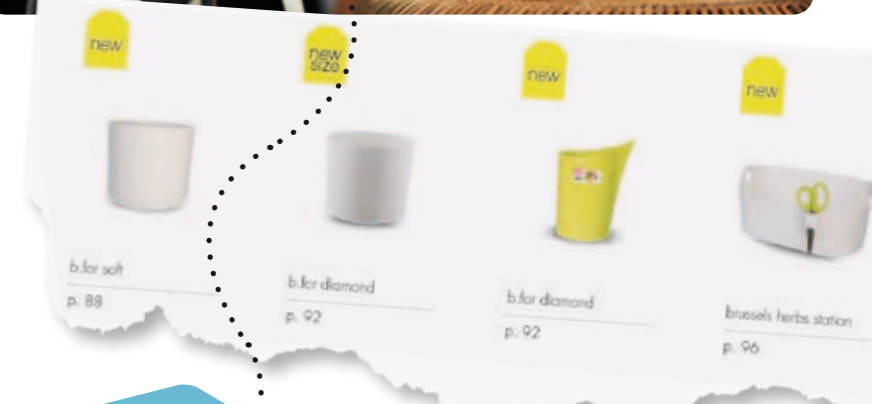 new
new
size
new
new
b.for soft
p. 88
b.for diamond
p. 92
b.for diamond
p. 92
brussels herbs station
p. 96